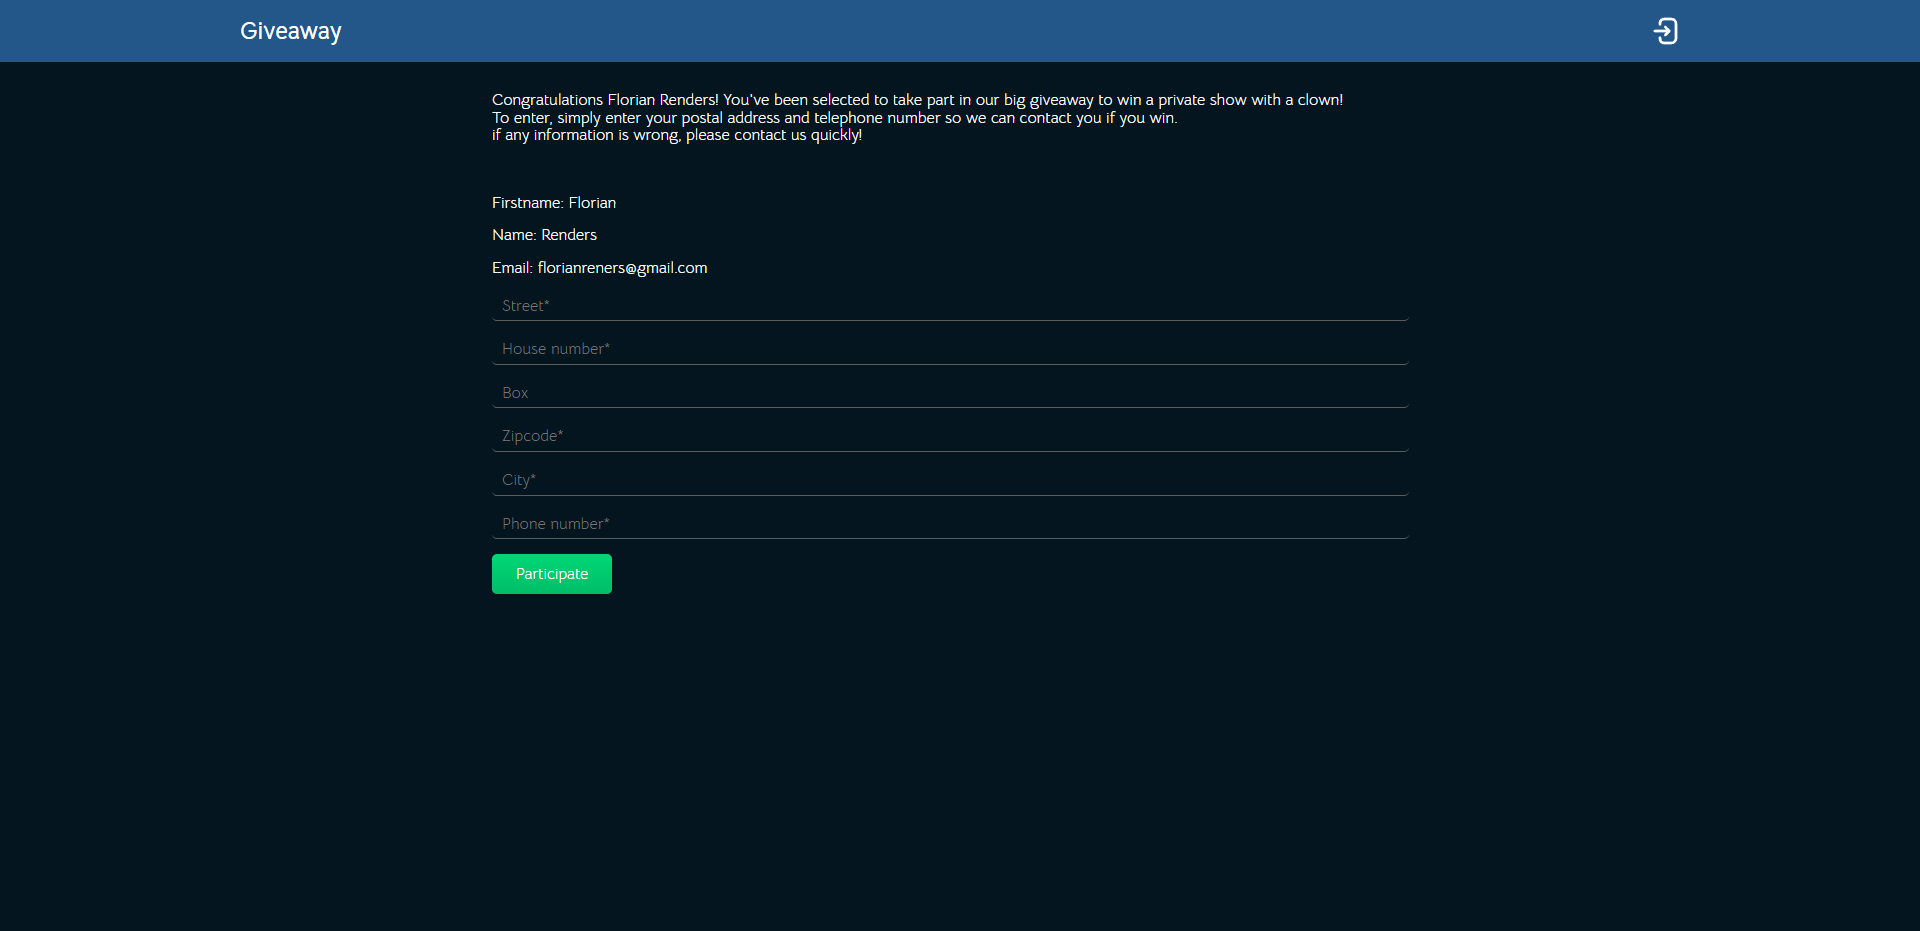 Giveaway
Congratulations Florian Renders! You've been selected to take part in our big giveaway to win a private show with a clown!
To enter, simply enter your postal address and telephone number so we can contact you if you win.
if any information is wrong, please contact us quickly!
Firstname: Florian
Name: Renders
Email: florianreners@gmail.com
Street*
House number*
Box
Zipcode*
City*
Phone number*
Participate